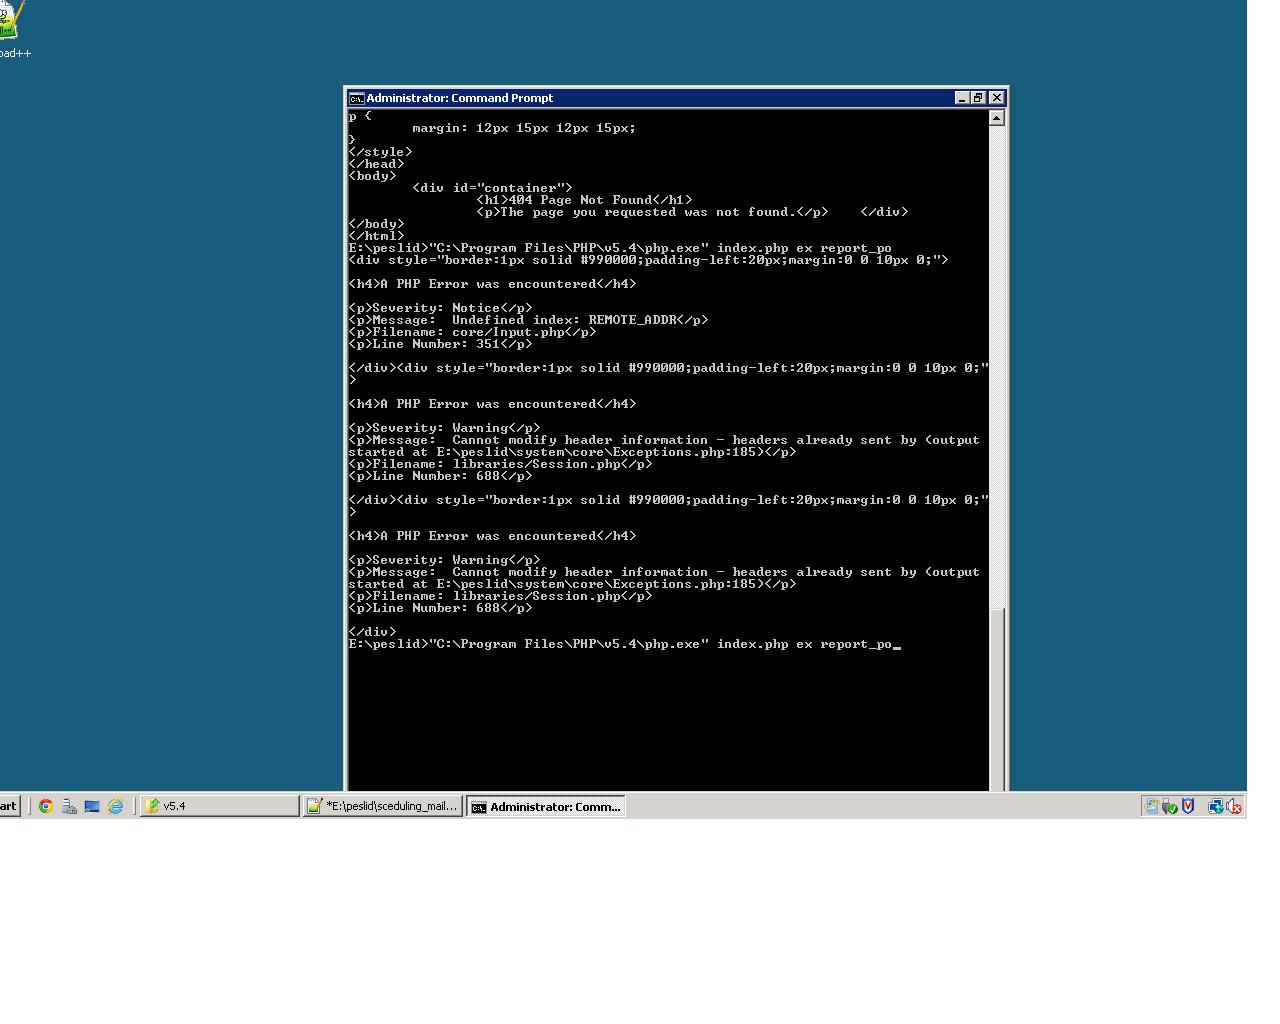 pad++
Administrator: Command Prompt
p {
margin: 12px 15px 12px 15px;
}
</style>
</head>
<body>
<div id="container">
<h1>404 Page Not Found</h1>
<p>The page you requested was not found.</p>    </div>
</body>
</html>
E:\peslid>"C:\Program Files\PHP\v5.4\php.exe" index.php ex report_po
<div style="border:1px solid #990000;padding-left:20px;margin:0 0 10px 0;">
<h4>A PHP Error was encountered</h4>
<p>Severity: Notice</p>
<p>Message:  Undefined index: REMOTE_ADDR</p>
<p>Filename: core/Input.php</p>
<p>Line Number: 351</p>
</div><div style="border:1px solid #990000;padding-left:20px;margin:0 0 10px 0;"
>
<h4>A PHP Error was encountered</h4>
<p>Severity: Warning</p>
<p>Message:  Cannot modify header information - headers already sent by (output
started at E:\peslid\system\core\Exceptions.php:185)</p>
<p>Filename: libraries/Session.php</p>
<p>Line Number: 688</p>
</div><div style="border:1px solid #990000;padding-left:20px;margin:0 0 10px 0;"
>
<h4>A PHP Error was encountered</h4>
<p>Severity: Warning</p>
<p>Message:  Cannot modify header information - headers already sent by (output
started at E:\peslid\system\core\Exceptions.php:185)</p>
<p>Filename: libraries/Session.php</p>
<p>Line Number: 688</p>
</div>
E:\peslid>"C:\Program Files\PHP\v5.4\php.exe" index.php ex report_po_
art v5.4 *E:\peslid\sceduling_mail... Administrator: Comm...